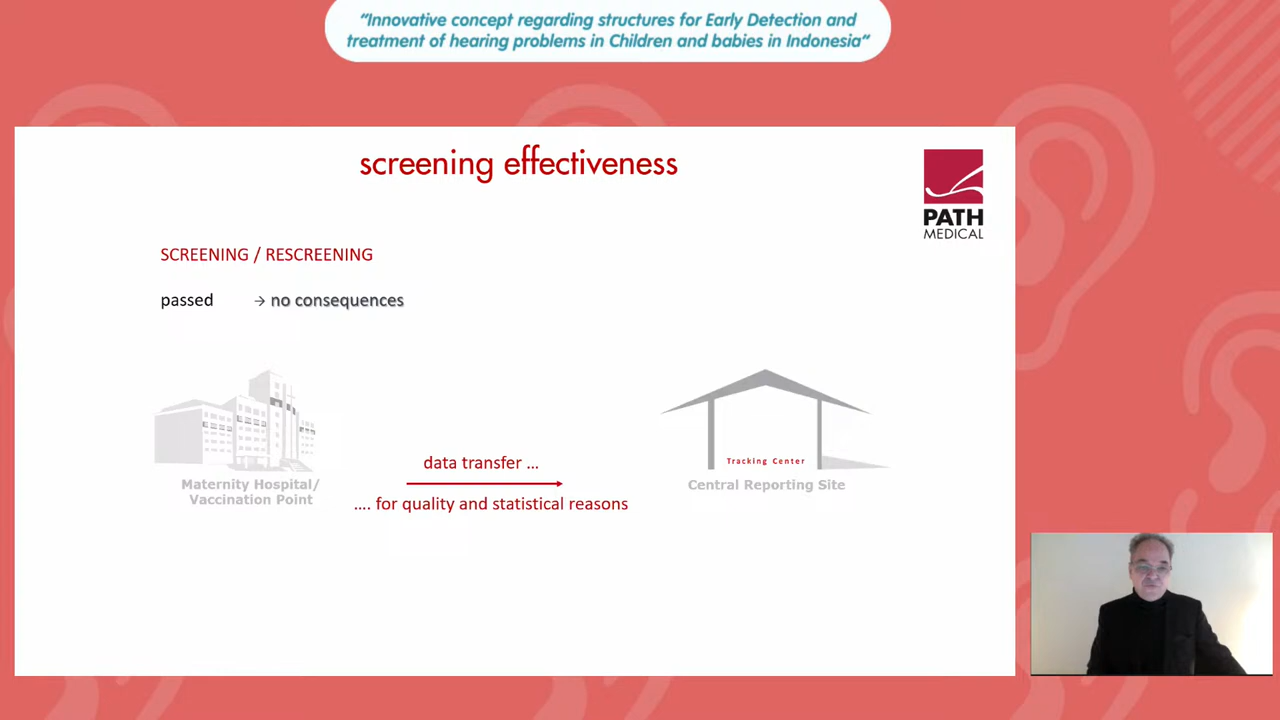 “Innovative concept regarding structures for Early Detection and
treatment of hearing problems in Children and babies in Indonesia“
screening effectiveness
PATH
MEDICAL
SCREENING / RESCREENING
passed → no consequences
data transfer ...
Tracking Center
Maternity Hospital/
Vaccination Point
Central Reporting Site
.... for quality and statistical reasons